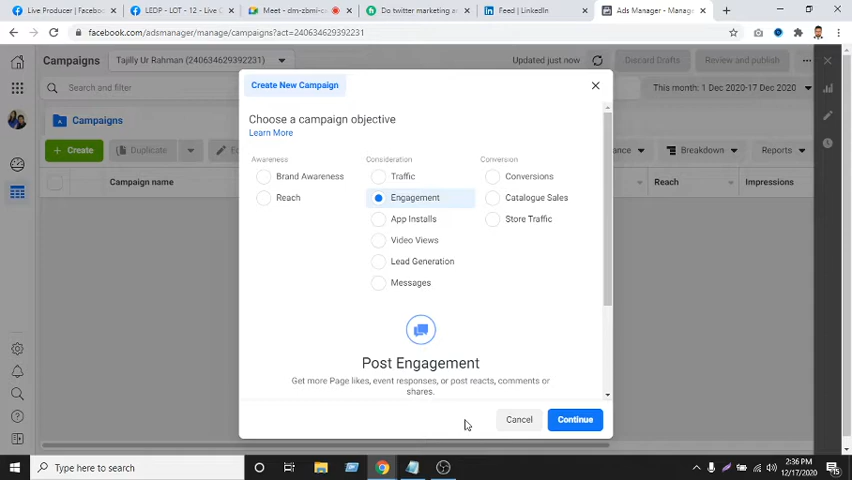 Live Producer | Facebook
LEDP - LOT - 12 - Live C
Meet - dm-zbmi-c
Do twitter marketing a
Feed | LinkedIn
Ads Manager - Manag
facebook.com/adsmanager/manage/campaigns?act=240634629392231
Campaigns
Tajilly Ur Rahman (240634629392231)
Updated just now
Discard Drafts
Review and publish
Search and filter
This month: 1 Dec 2020-17 Dec 2020
Campaigns
Create
Duplicate
Breakdown
Reports
Campaign name
Reach
Impressions
Create New Campaign
Choose a campaign objective
Learn More
Awareness
Consideration
Conversion
Brand Awareness
Traffic
Conversions
Reach
Engagement
Catalogue Sales
App Installs
Store Traffic
Video Views
Lead Generation
Messages
Post Engagement
Get more Page likes, event responses, or post reacts, comments or
shares.
Cancel
Continue
Type here to search
2:36 PM
12/17/2020